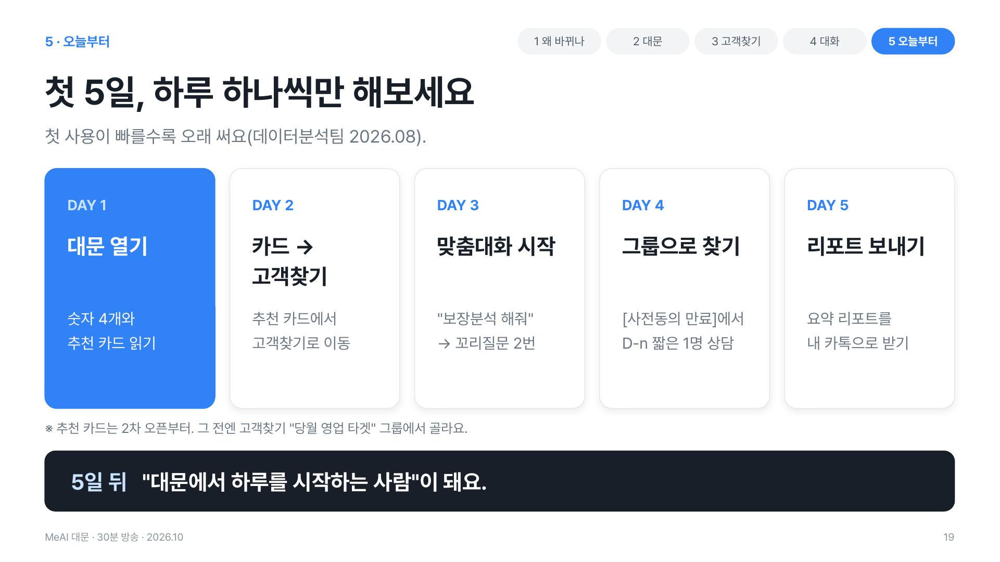 5 · 오늘부터
1 왜 바뀌나
2 대문
3 고객찾기
4 대화
5 오늘부터
첫 5일, 하루 하나씩만 해보세요
첫 사용이 빠를수록 오래 써요(데이터분석팀 2026.08).
DAY 1
대문 열기
숫자 4개와
추천 카드 읽기
DAY 2
카드 →
고객찾기
추천 카드에서
고객찾기로 이동
DAY 3
맞춤대화 시작
"보장분석 해줘"
→ 꼬리질문 2번
DAY 4
그룹으로 찾기
[사전동의 만료]에서
D-n 짧은 1명 상담
DAY 5
리포트 보내기
요약 리포트를
내 카톡으로 받기
※ 추천 카드는 2차 오픈부터. 그 전엔 고객찾기 "당월 영업 타겟" 그룹에서 골라요.
5일 뒤 "대문에서 하루를 시작하는 사람"이 돼요.
MeAI 대문 · 30분 방송 · 2026.10
19